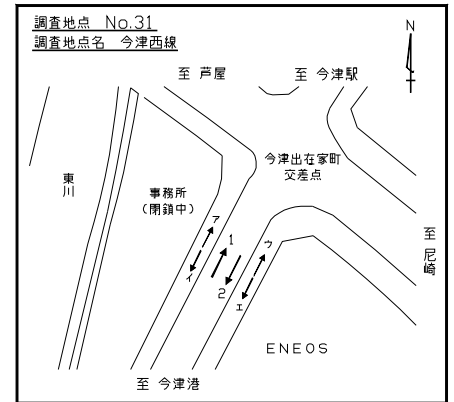 調査地点 No.31
調査地点名 今津西線
N
至 芦屋
至 今津駅
今津出在家町
交差点
東川
事務所
(閉鎖中)
ア
1
ウ
イ
2
エ
至 尼崎
ENEOS
至 今津港